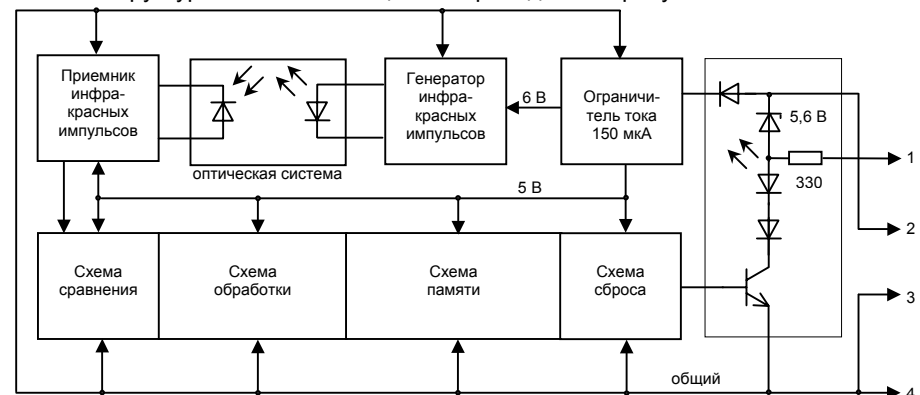 Приемник
инфра-
красных
импульсов
Генератор
инфра-
красных
импульсов
6 В
Ограничи-
тель тока
150 мкА
5,6 В
1
330
оптическая система
5 В
2
Схема
сравнения
Схема
обработки
Схема
памяти
Схема
сброса
3
общий
4